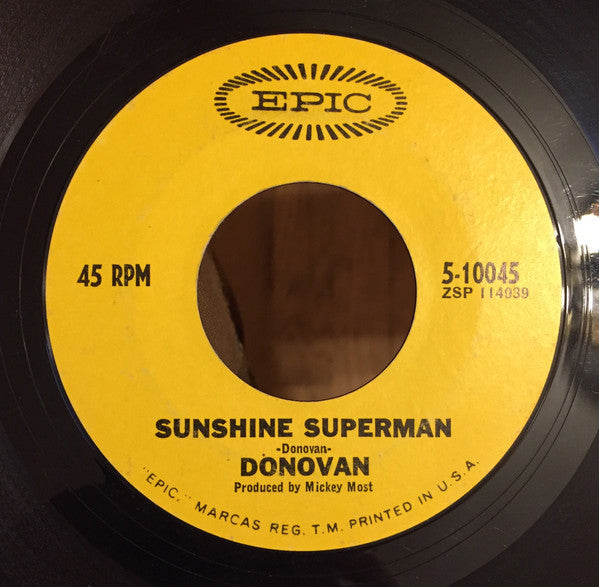 EPIC
45 RPM
5-10045
ZSP 114039
SUNSHINE SUPERMAN
-Donovan-
DONOVAN
Produced by Mickey Most
"EPIC," MARCAS REG. T.M. PRINTED IN U.S.A.